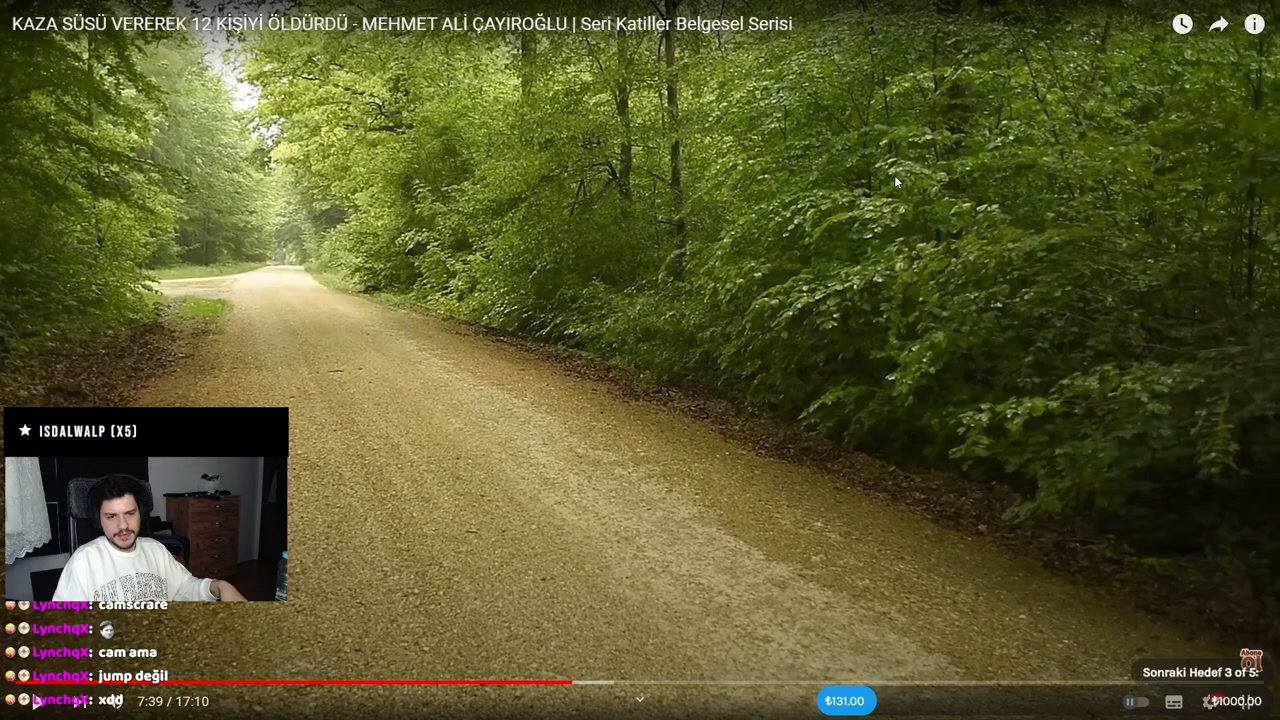 KAZA SÜSÜ VEREREK 12 KİŞİYİ ÖLDÜRDÜ - MEHMET ALİ ÇAYIROĞLU | Seri Katiller Belgesel Serisi
★ ISDALWALP (X5)
LynchqX: camscrare
LynchqX:
LynchqX: cam ama
LynchqX: jump değil
LynchqX: xdd
Abone
Ol
Sonraki Hedef 3 of 5:
7:39 / 17:10
₺131.00
₺1000.00